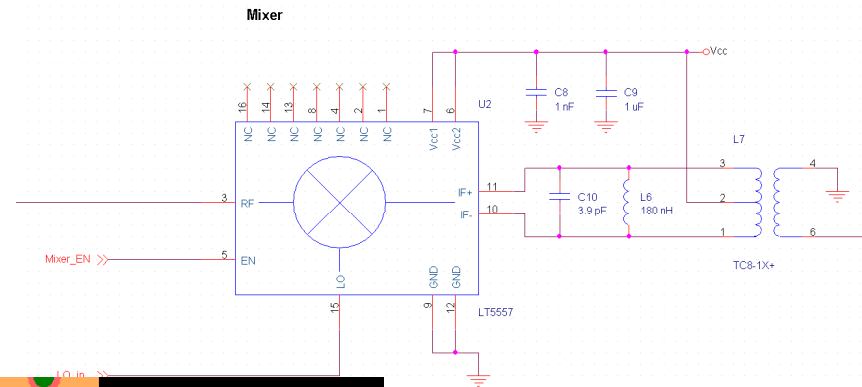 Mixer
Vcc
C8
1 nF
C9
1 uF
U2
16 14 13 8 4 2 1 7 6
NC NC NC NC NC NC NC Vcc1 Vcc2
L7
3 4
IF+ 11
C10
3.9 pF
L6
180 nH
2
3 RF
IF- 10
1 6
Mixer_EN 5 EN
TC8-1X+
LO GND GND
15 9 12
LT5557
LO_in